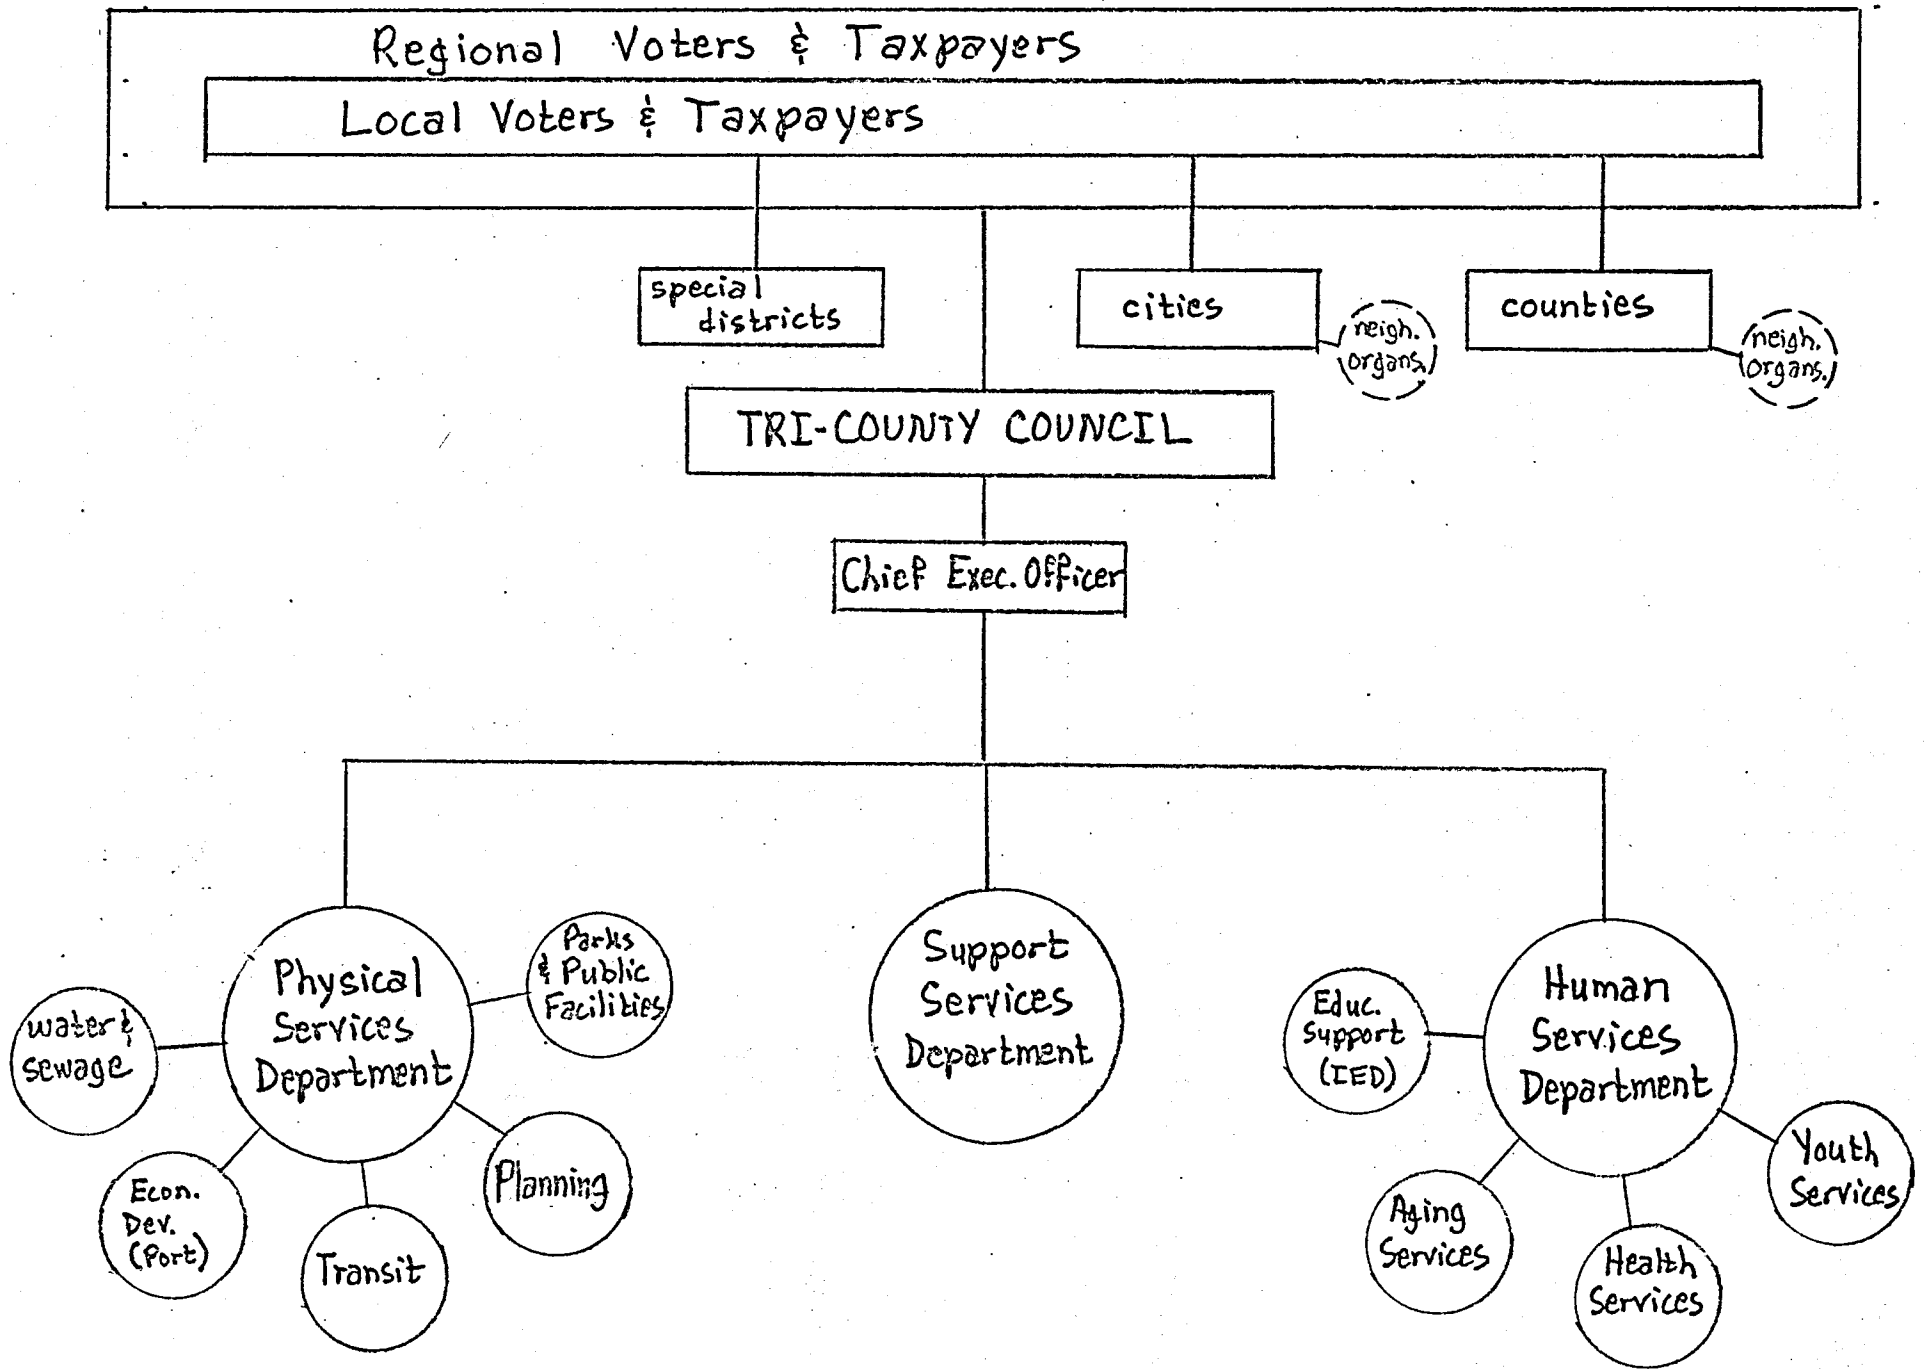 Regional Voters & Taxpayers
Local Voters & Taxpayers
special
districts
cities
neigh.
organs.
counties
neigh.
organs.
TRI-COUNTY COUNCIL
Chief Exec. Officer
Physical
Services
Department
Parks
& Public
Facilities
water &
sewage
Econ.
Dev.
(Port)
Transit
Planning
Support
Services
Department
Human
Services
Department
Educ.
Support
(IED)
Aging
Services
Health
Services
Youth
Services